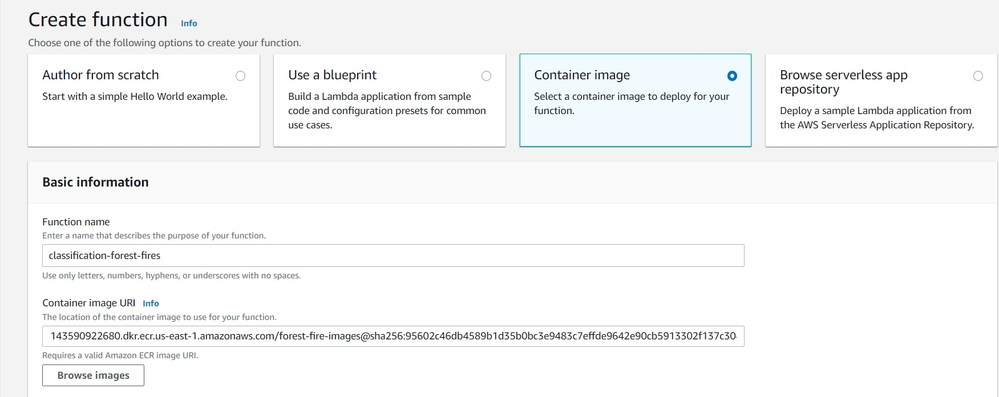 Create function Info
Choose one of the following options to create your function.
Author from scratch
Start with a simple Hello World example.
Use a blueprint
Build a Lambda application from sample
code and configuration presets for common
use cases.
Container image
Select a container image to deploy for your
function.
Browse serverless app
repository
Deploy a sample Lambda application from
the AWS Serverless Application Repository.
Basic information
Function name
Enter a name that describes the purpose of your function.
classification-forest-fires
Use only letters, numbers, hyphens, or underscores with no spaces.
Container image URI Info
The location of the container image to use for your function.
143590922680.dkr.ecr.us-east-1.amazonaws.com/forest-fire-images@sha256:95602c46db4589b1d35b0bc3e9483c7effde9642e90cb5913302f137c30
Requires a valid Amazon ECR image URI.
Browse images